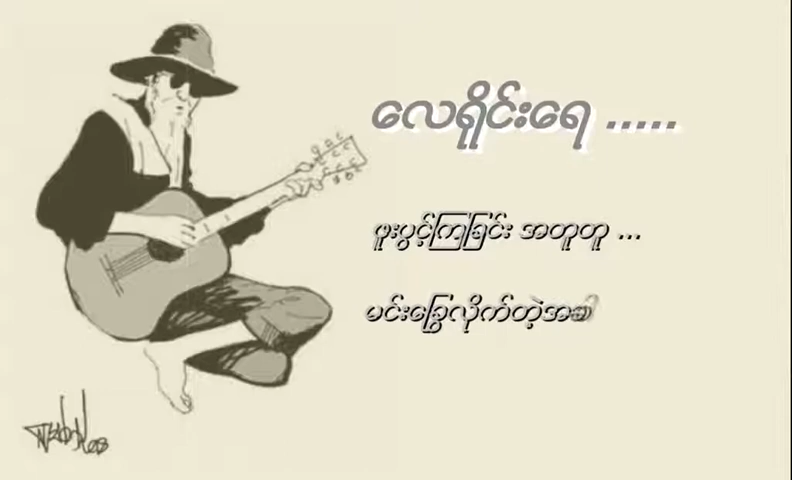 လေရိုင်းရေ .....
ဖူးပွင့်ကြခြင်း အတူတူ ...
မင်းခြွေလိုက်တဲ့အခါ